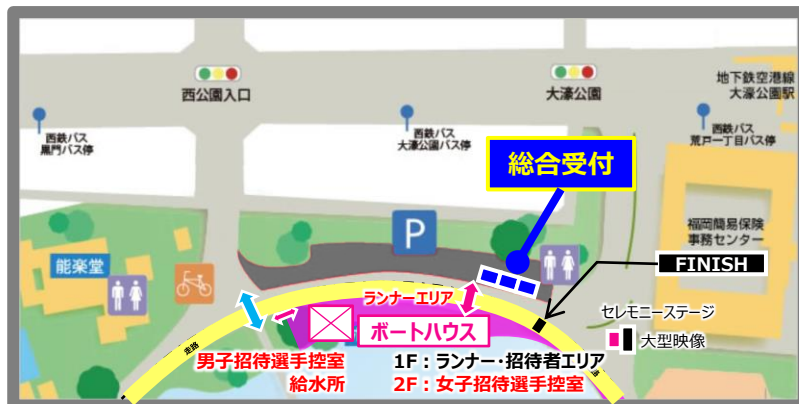 西公園入口
大濠公園
地下鉄空港線
大濠公園駅
西鉄バス
黒門バス停
西鉄バス
大濠公園バス停
西鉄バス
荒戸一丁目バス停
総合受付
P
福岡簡易保険
事務センター
能楽堂
FINISH
ランナーエリア
セレモニーステージ
大型映像
ボートハウス
走路
男子招待選手控室
給水所
1F：ランナー・招待者エリア
2F：女子招待選手控室